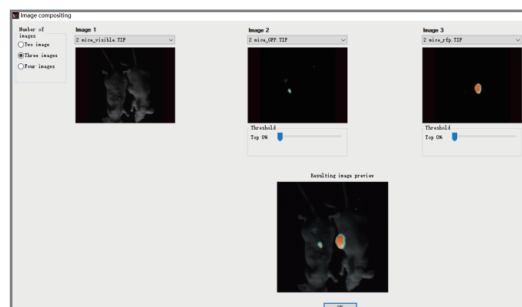 Image compositing
Number of
images
Two image
Three images
Four images
Image 1
2 mice_visible.TIF
Image 2
2 mice_GFP.TIF
Threshold
Top 0%
Image 3
2 mice_rfp.TIF
Threshold
Top 0%
Resulting image preview